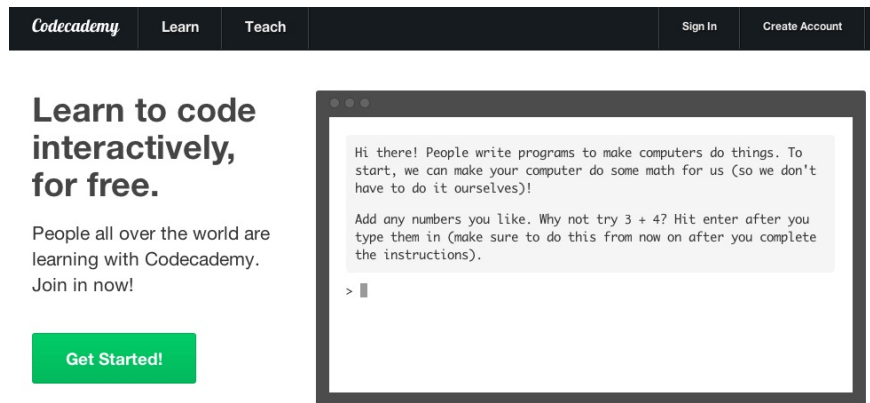 Codecademy Learn Teach Sign In Create Account
Learn to code
interactively,
for free.
People all over the world are
learning with Codecademy.
Join in now!
Get Started!
Hi there! People write programs to make computers do things. To
start, we can make your computer do some math for us (so we don't
have to do it ourselves)!
Add any numbers you like. Why not try 3 + 4? Hit enter after you
type them in (make sure to do this from now on after you complete
the instructions).
>